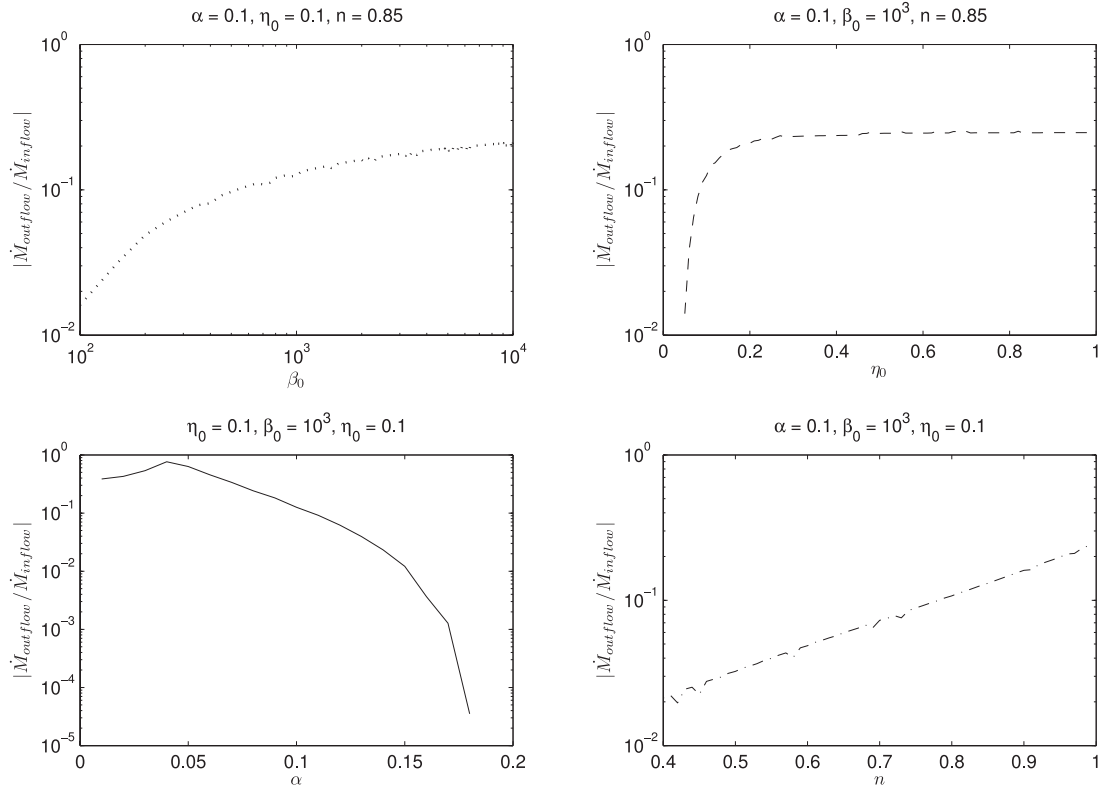 α = 0.1, η₀ = 0.1, n = 0.85
|Ṁ_outflow/Ṁ_inflow|
10⁰
10⁻¹
10⁻²
10² 10³ 10⁴
β₀
α = 0.1, β₀ = 10³, n = 0.85
|Ṁ_outflow/Ṁ_inflow|
10⁰
10⁻¹
10⁻²
0 0.2 0.4 0.6 0.8 1
η₀
η₀ = 0.1, β₀ = 10³, η₀ = 0.1
|Ṁ_outflow/Ṁ_inflow|
10⁰
10⁻¹
10⁻²
10⁻³
10⁻⁴
10⁻⁵
0 0.05 0.1 0.15 0.2
α
α = 0.1, β₀ = 10³, η₀ = 0.1
|Ṁ_outflow/Ṁ_inflow|
10⁰
10⁻¹
10⁻²
0.4 0.5 0.6 0.7 0.8 0.9 1
n